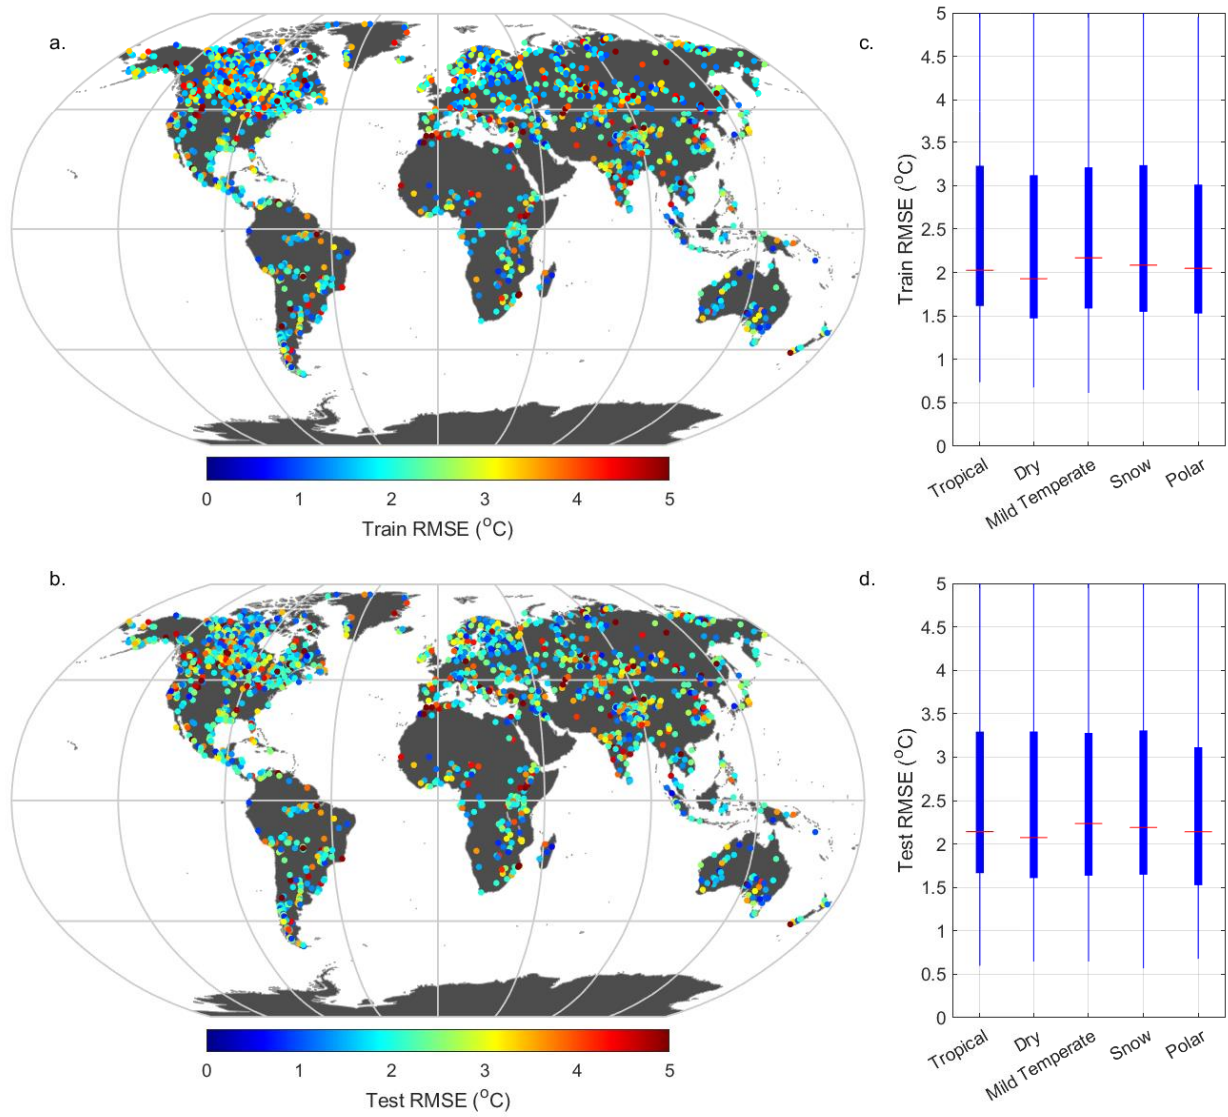 a.
0 1 2 3 4 5
Train RMSE (°C)
c.
5
4.5
4
3.5
3
2.5
2
1.5
1
0.5
0
Train RMSE (°C)
Tropical
Dry
Mild Temperate
Snow
Polar
b.
0 1 2 3 4 5
Test RMSE (°C)
d.
5
4.5
4
3.5
3
2.5
2
1.5
1
0.5
0
Test RMSE (°C)
Tropical
Dry
Mild Temperate
Snow
Polar